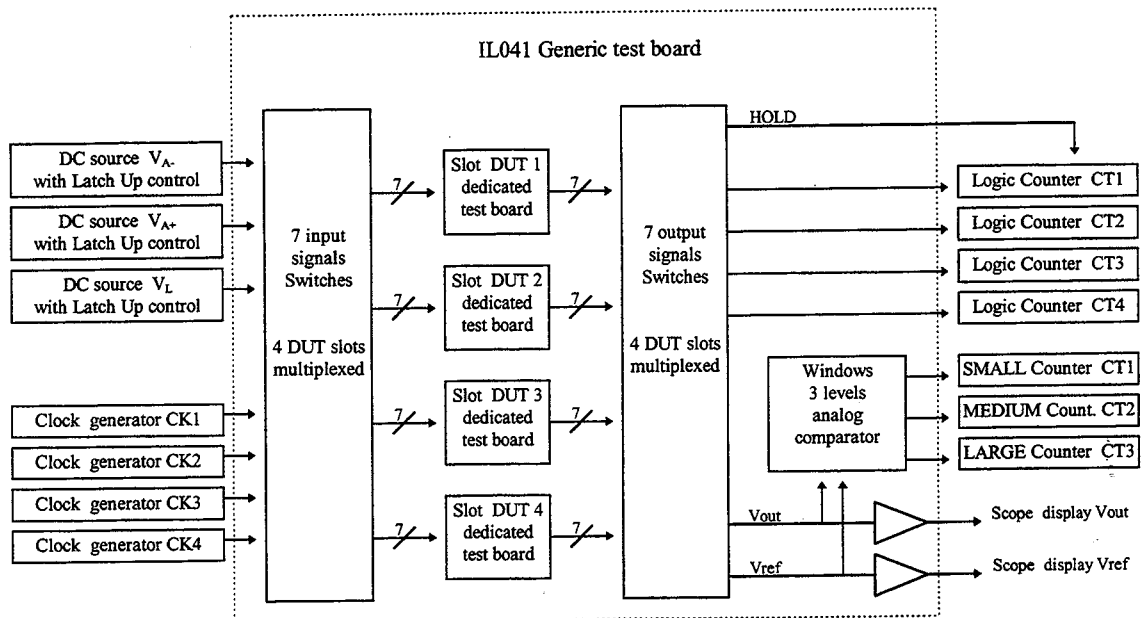 IL041 Generic test board
DC source VA-
with Latch Up control
DC source VA+
with Latch Up control
DC source VL
with Latch Up control
Clock generator CK1
Clock generator CK2
Clock generator CK3
Clock generator CK4
7 input
signals
Switches
4 DUT slots
multiplexed
7
7
7
7
Slot DUT 1
dedicated
test board
Slot DUT 2
dedicated
test board
Slot DUT 3
dedicated
test board
Slot DUT 4
dedicated
test board
7
7
7
7
7 output
signals
Switches
4 DUT slots
multiplexed
HOLD
Logic Counter CT1
Logic Counter CT2
Logic Counter CT3
Logic Counter CT4
Windows
3 levels
analog
comparator
SMALL Counter CT1
MEDIUM Count. CT2
LARGE Counter CT3
Vout
Scope display Vout
Vref
Scope display Vref